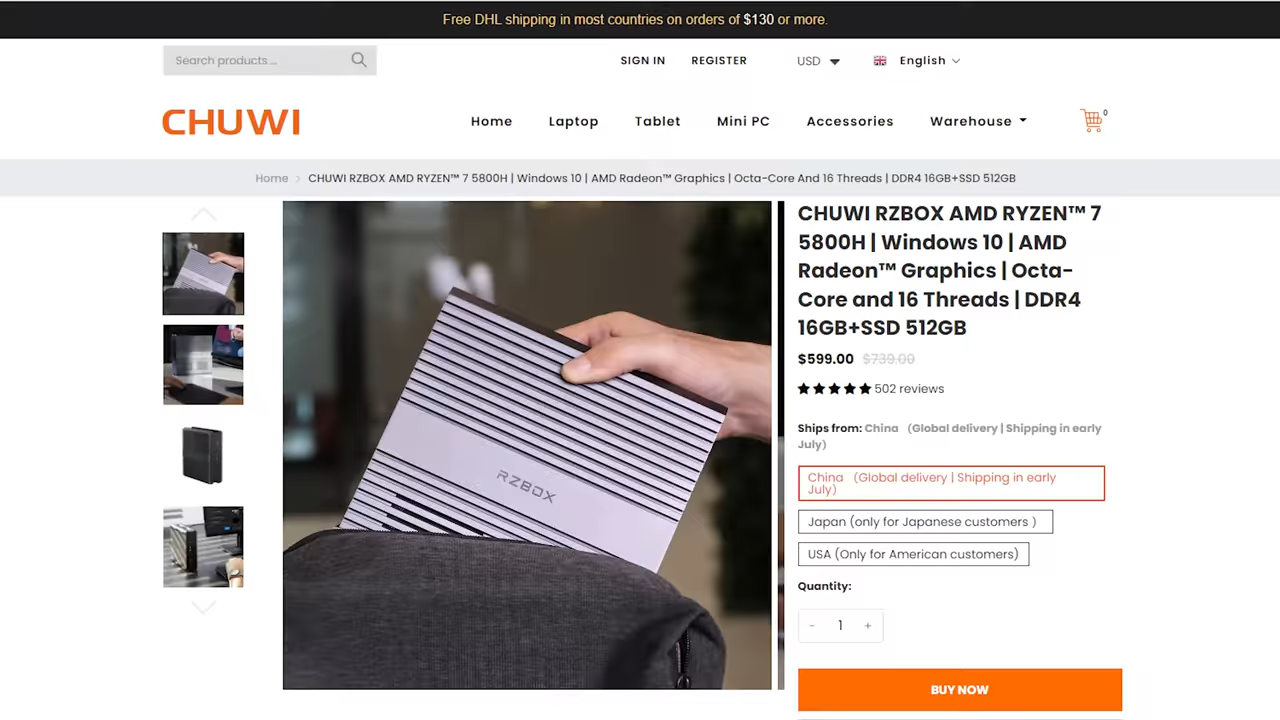 Free DHL shipping in most countries on orders of $130 or more.
Search products ...
SIGN IN
REGISTER
USD
English
CHUWI
Home
Laptop
Tablet
Mini PC
Accessories
Warehouse
0
Home > CHUWI RZBOX AMD RYZEN™ 7 5800H | Windows 10 | AMD Radeon™ Graphics | Octa-Core And 16 Threads | DDR4 16GB+SSD 512GB
RZBOX
CHUWI RZBOX AMD RYZEN™ 7
5800H | Windows 10 | AMD
Radeon™ Graphics | Octa-
Core and 16 Threads | DDR4
16GB+SSD 512GB
$599.00 $739.00
502 reviews
Ships from: China （Global delivery | Shipping in early
July）
China （Global delivery | Shipping in early
July）
Japan (only for Japanese customers ）
USA (Only for American customers)
Quantity:
- 1 +
BUY NOW